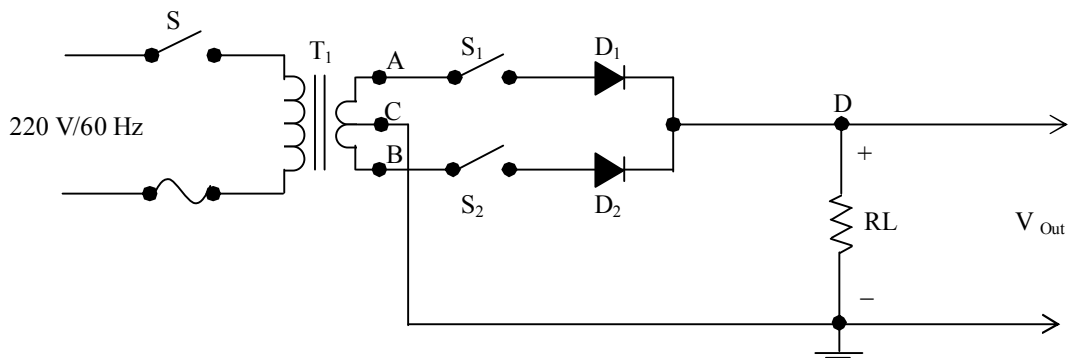 S
T₁
A
S₁
D₁
C
D
220 V/60 Hz
B
+
S₂
D₂
RL
V Out
–